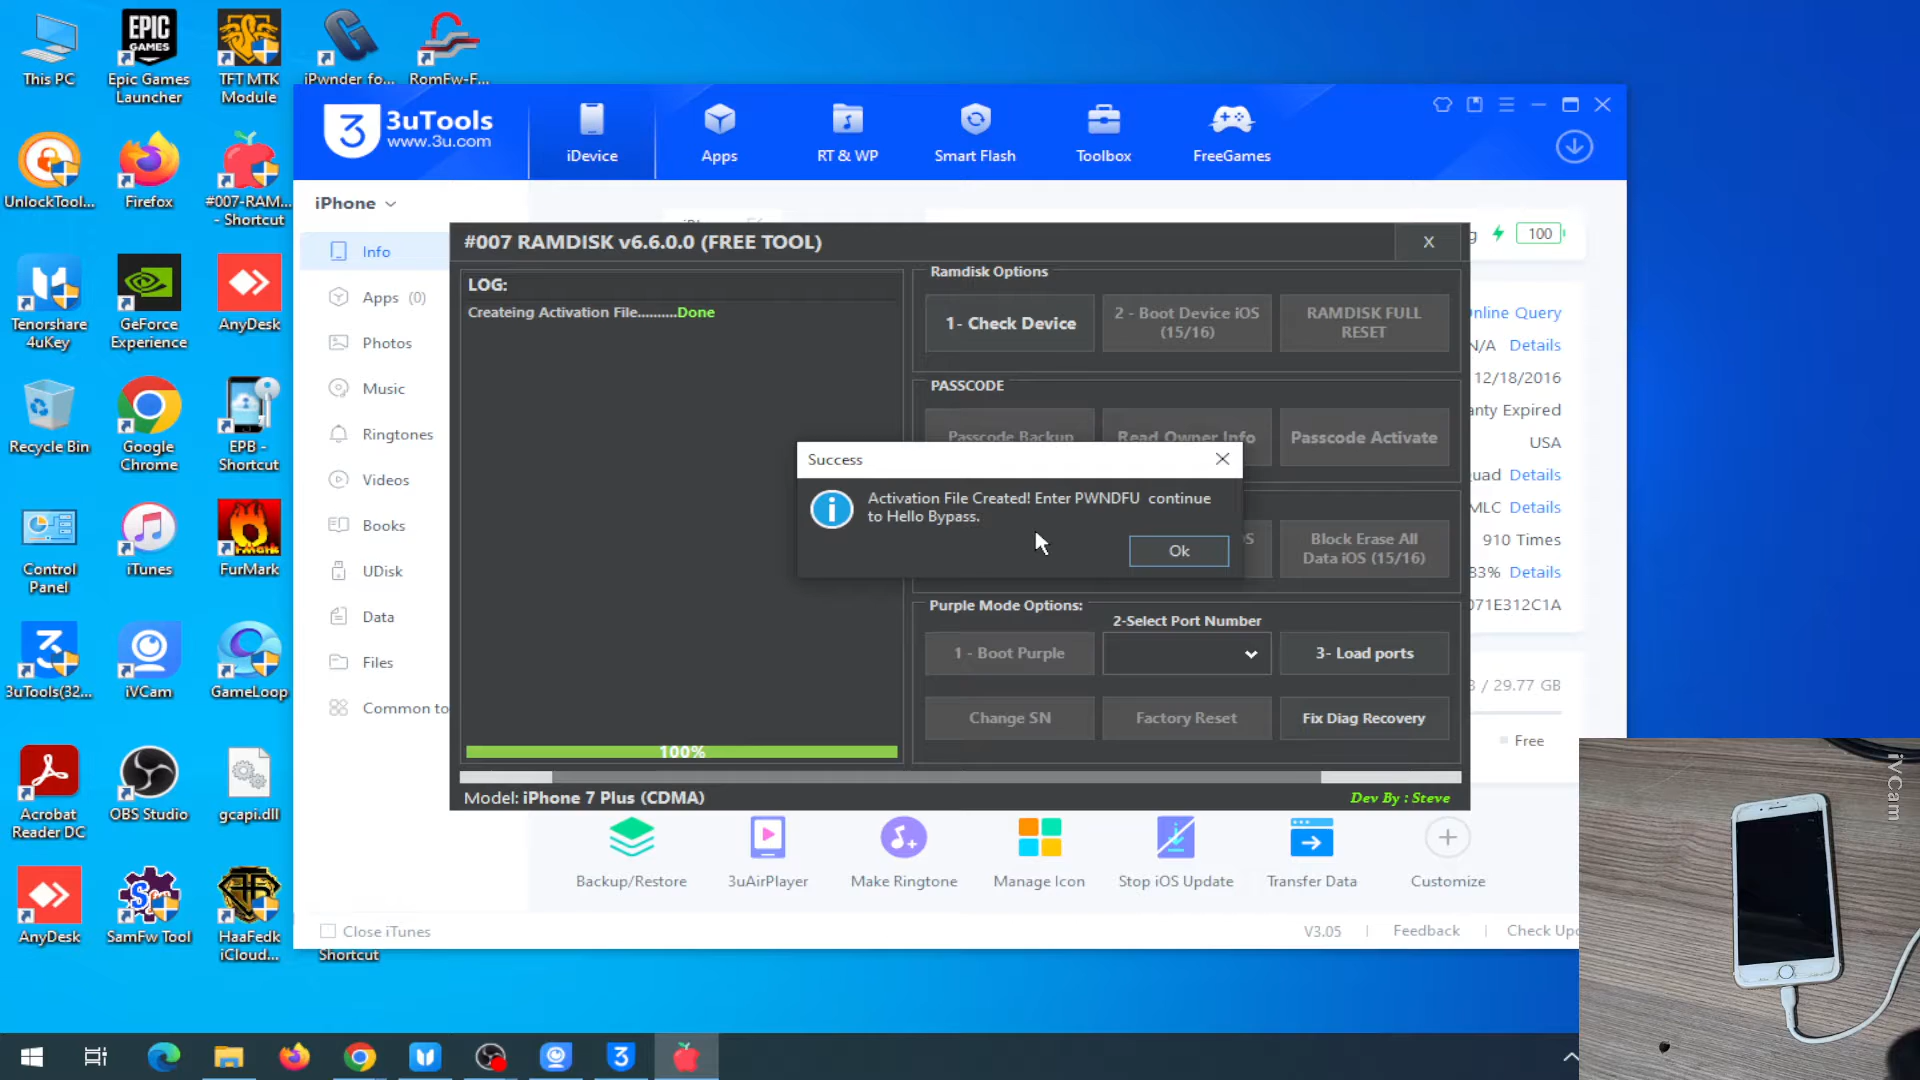 This PC
Epic Games
Launcher
TFT MTK
Module
iPwnder fo...
RomFw-F...
UnlockTool...
Firefox
#007-RAM...
- Shortcut
Tenorshare
4uKey
GeForce
Experience
AnyDesk
Recycle Bin
Google
Chrome
EPB -
Shortcut
Control
Panel
iTunes
FurMark
3uTools(32...
iVCam
GameLoop
Acrobat
Reader DC
OBS Studio
gcapi.dll
AnyDesk
SamFw Tool
HaaFedk
iCloud...
Shortcut
EPIC
GAMES
3uTools
www.3u.com
iDevice
Apps
RT & WP
Smart Flash
Toolbox
FreeGames
iPhone
Info
Apps (0)
Photos
Music
Ringtones
Videos
Books
UDisk
Data
Files
Common to
100
nline Query
N/A Details
12/18/2016
nty Expired
USA
uad Details
MLC Details
910 Times
83% Details
071E312C1A
/ 29.77 GB
Free
#007 RAMDISK v6.6.0.0 (FREE TOOL)
X
LOG:
Createing Activation File..........Done
Ramdisk Options
1- Check Device
2 - Boot Device iOS
(15/16)
RAMDISK FULL
RESET
PASSCODE
Passcode Backup
Read Owner Info
Passcode Activate
Success
Activation File Created! Enter PWNDFU continue
to Hello Bypass.
Ok
Block Erase All
Data iOS (15/16)
Purple Mode Options:
2-Select Port Number
1 - Boot Purple
3- Load ports
Change SN
Factory Reset
Fix Diag Recovery
100%
Model: iPhone 7 Plus (CDMA)
Dev By : Steve
Backup/Restore
3uAirPlayer
Make Ringtone
Manage Icon
Stop iOS Update
Transfer Data
Customize
Close iTunes
V3.05
Feedback
Check Up
iVCam